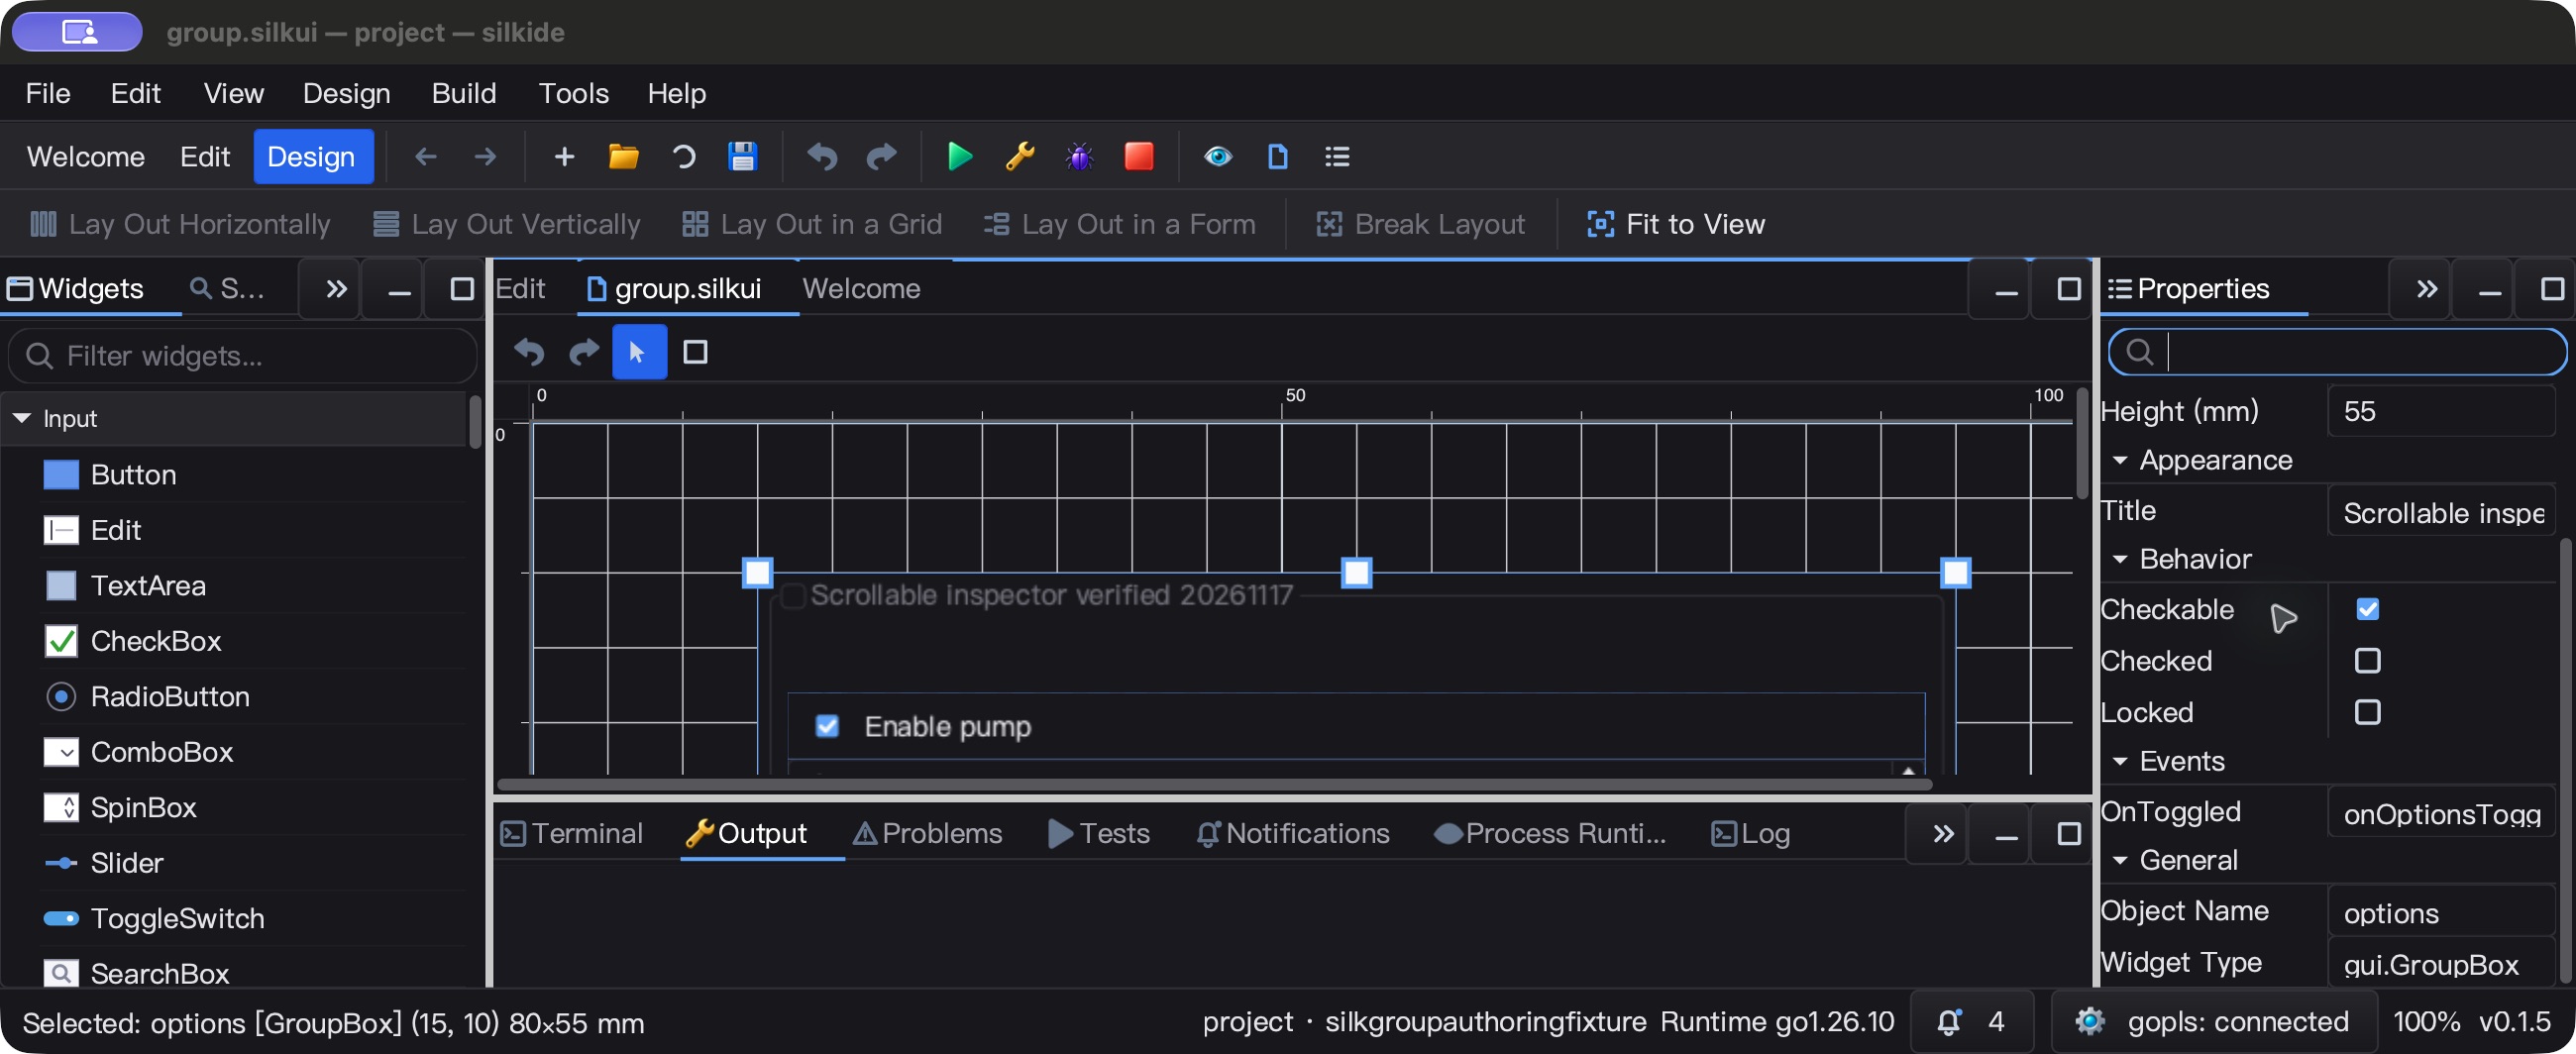 group.silkui — project — silkide
File Edit View Design Build Tools Help
Welcome Edit Design
Lay Out Horizontally Lay Out Vertically Lay Out in a Grid Lay Out in a Form Break Layout Fit to View
Widgets S...
Filter widgets...
Input
Button
Edit
TextArea
CheckBox
RadioButton
ComboBox
SpinBox
Slider
ToggleSwitch
SearchBox
Edit group.silkui Welcome
0 50 100
0
Scrollable inspector verified 20261117
Enable pump
Terminal Output Problems Tests Notifications Process Runti... Log
Properties
Height (mm) 55
Appearance
Title Scrollable inspe
Behavior
Checkable
Checked
Locked
Events
OnToggled onOptionsTogg
General
Object Name options
Widget Type gui.GroupBox
Selected: options [GroupBox] (15, 10) 80×55 mm
project · silkgroupauthoringfixture Runtime go1.26.10 4 gopls: connected 100% v0.1.5